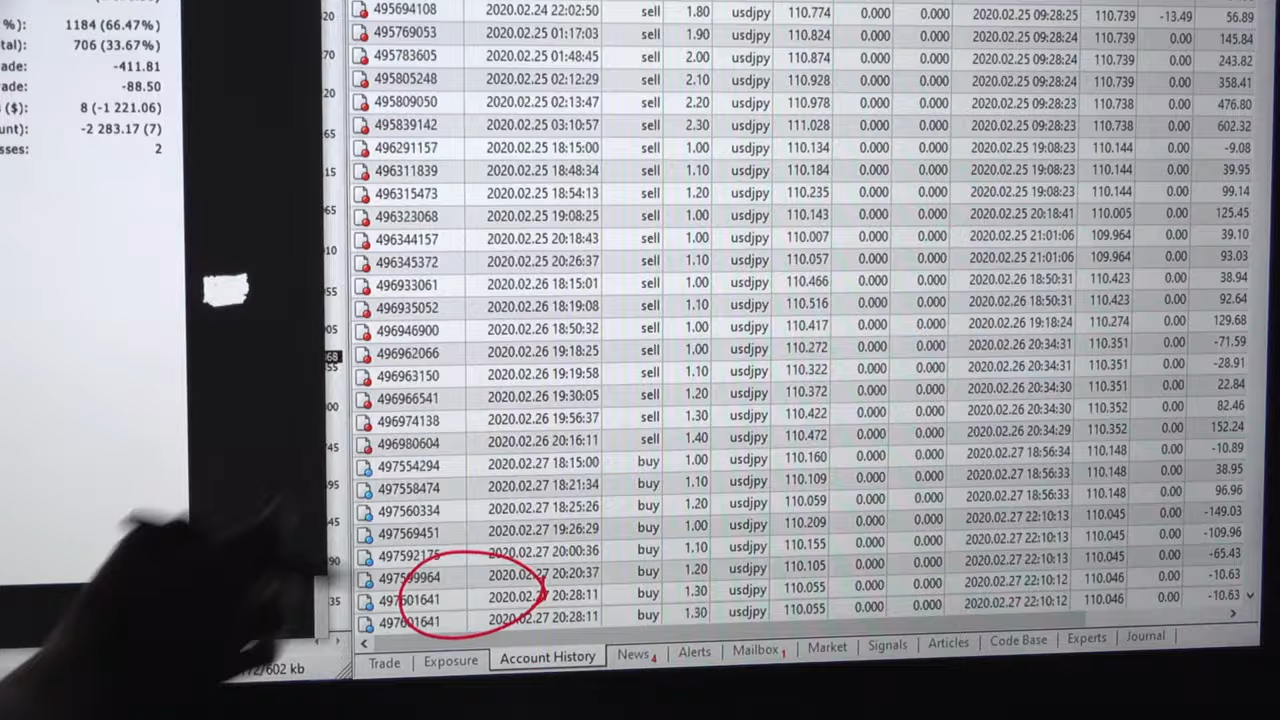 %): 1184 (66.47%)
tal): 706 (33.67%)
ade: -411.81
ade: -88.50
s ($): 8 (-1 221.06)
unt): -2 283.17 (7)
sses: 2
495694108 2020.02.24 22:02:50 sell 1.80 usdjpy 110.774 0.000 0.000 2020.02.25 09:28:25 110.739 -13.49 56.89
495769053 2020.02.25 01:17:03 sell 1.90 usdjpy 110.824 0.000 0.000 2020.02.25 09:28:24 110.739 0.00 145.84
495783605 2020.02.25 01:48:45 sell 2.00 usdjpy 110.874 0.000 0.000 2020.02.25 09:28:24 110.739 0.00 243.82
495805248 2020.02.25 02:12:29 sell 2.10 usdjpy 110.928 0.000 0.000 2020.02.25 09:28:24 110.739 0.00 358.41
495809050 2020.02.25 02:13:47 sell 2.20 usdjpy 110.978 0.000 0.000 2020.02.25 09:28:23 110.738 0.00 476.80
495839142 2020.02.25 03:10:57 sell 2.30 usdjpy 111.028 0.000 0.000 2020.02.25 09:28:23 110.738 0.00 602.32
496291157 2020.02.25 18:15:00 sell 1.00 usdjpy 110.134 0.000 0.000 2020.02.25 19:08:23 110.144 0.00 -9.08
496311839 2020.02.25 18:48:34 sell 1.10 usdjpy 110.184 0.000 0.000 2020.02.25 19:08:23 110.144 0.00 39.95
496315473 2020.02.25 18:54:13 sell 1.20 usdjpy 110.235 0.000 0.000 2020.02.25 19:08:23 110.144 0.00 99.14
496323068 2020.02.25 19:08:25 sell 1.00 usdjpy 110.143 0.000 0.000 2020.02.25 20:18:41 110.005 0.00 125.45
496344157 2020.02.25 20:18:43 sell 1.00 usdjpy 110.007 0.000 0.000 2020.02.25 21:01:06 109.964 0.00 39.10
496345372 2020.02.25 20:26:37 sell 1.10 usdjpy 110.057 0.000 0.000 2020.02.25 21:01:06 109.964 0.00 93.03
496933061 2020.02.26 18:15:01 sell 1.00 usdjpy 110.466 0.000 0.000 2020.02.26 18:50:31 110.423 0.00 38.94
496935052 2020.02.26 18:19:08 sell 1.10 usdjpy 110.516 0.000 0.000 2020.02.26 18:50:31 110.423 0.00 92.64
496946900 2020.02.26 18:50:32 sell 1.00 usdjpy 110.417 0.000 0.000 2020.02.26 19:18:24 110.274 0.00 129.68
496962066 2020.02.26 19:18:25 sell 1.00 usdjpy 110.272 0.000 0.000 2020.02.26 20:34:31 110.351 0.00 -71.59
496963150 2020.02.26 19:19:58 sell 1.10 usdjpy 110.322 0.000 0.000 2020.02.26 20:34:31 110.351 0.00 -28.91
496966541 2020.02.26 19:30:05 sell 1.20 usdjpy 110.372 0.000 0.000 2020.02.26 20:34:30 110.351 0.00 22.84
496974138 2020.02.26 19:56:37 sell 1.30 usdjpy 110.422 0.000 0.000 2020.02.26 20:34:30 110.352 0.00 82.46
496980604 2020.02.26 20:16:11 sell 1.40 usdjpy 110.472 0.000 0.000 2020.02.26 20:34:29 110.352 0.00 152.24
497554294 2020.02.27 18:15:00 buy 1.00 usdjpy 110.160 0.000 0.000 2020.02.27 18:56:34 110.148 0.00 -10.89
497558474 2020.02.27 18:21:34 buy 1.10 usdjpy 110.109 0.000 0.000 2020.02.27 18:56:33 110.148 0.00 38.95
497560334 2020.02.27 18:25:26 buy 1.20 usdjpy 110.059 0.000 0.000 2020.02.27 18:56:33 110.148 0.00 96.96
497569451 2020.02.27 19:26:29 buy 1.00 usdjpy 110.209 0.000 0.000 2020.02.27 22:10:13 110.045 0.00 -149.03
497592175 2020.02.27 20:00:36 buy 1.10 usdjpy 110.155 0.000 0.000 2020.02.27 22:10:13 110.045 0.00 -109.96
497599964 2020.02.27 20:20:37 buy 1.20 usdjpy 110.105 0.000 0.000 2020.02.27 22:10:13 110.045 0.00 -65.43
497601641 2020.02.27 20:28:11 buy 1.30 usdjpy 110.055 0.000 0.000 2020.02.27 22:10:12 110.046 0.00 -10.63
497601641 2020.02.27 20:28:11 buy 1.30 usdjpy 110.055 0.000 0.000 2020.02.27 22:10:12 110.046 0.00 -10.63
Trade Exposure Account History News 4 Alerts Mailbox 1 Market Signals Articles Code Base Experts Journal
/602 kb